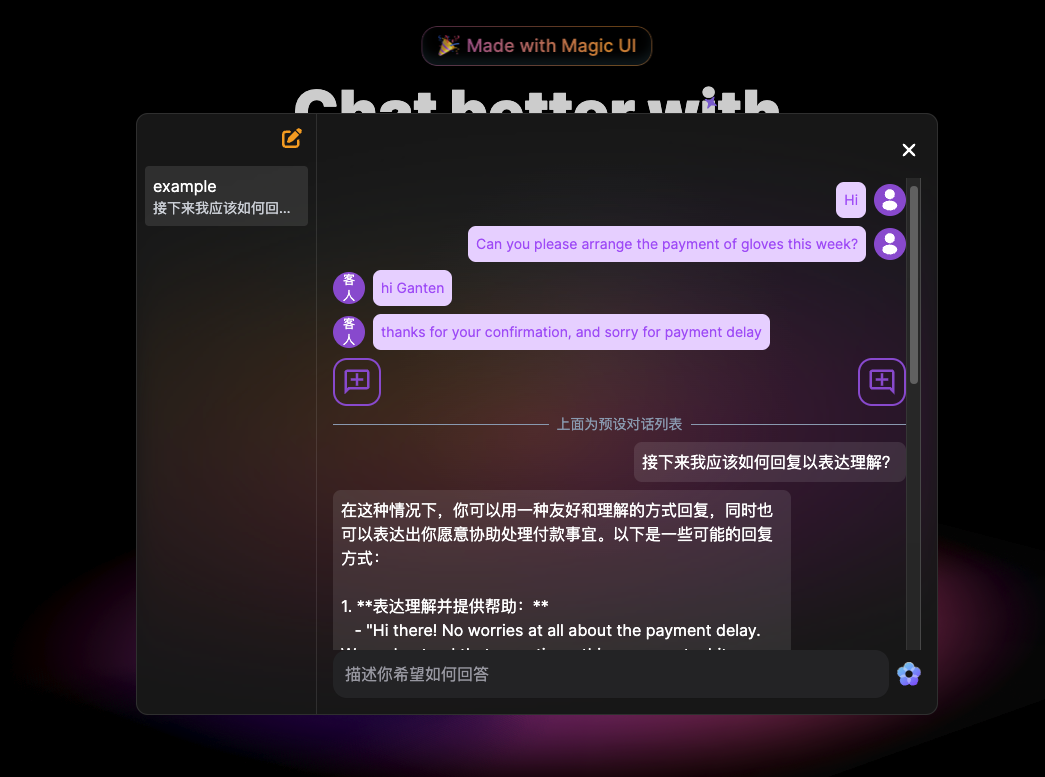 🎉 Made with Magic UI
Chat better with
example
接下来我应该如何回...
Hi
Can you please arrange the payment of gloves this week?
客人
hi Ganten
客人
thanks for your confirmation, and sorry for payment delay
上面为预设对话列表
接下来我应该如何回复以表达理解？
在这种情况下，你可以用一种友好和理解的方式回复，同时也
可以表达出你愿意协助处理付款事宜。以下是一些可能的回复
方式：
1. **表达理解并提供帮助：**
- "Hi there! No worries at all about the payment delay.
描述你希望如何回答